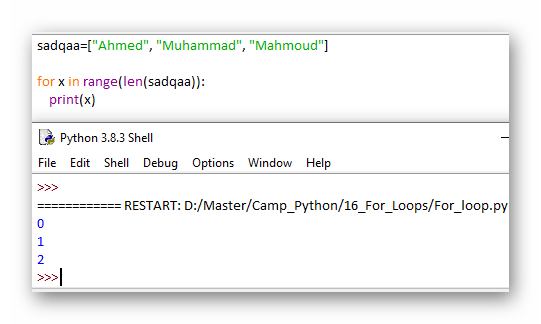 sadqaa=["Ahmed", "Muhammad", "Mahmoud"]
for x in range(len(sadqaa)):
    print(x)
Python 3.8.3 Shell
File Edit Shell Debug Options Window Help
>>>
============ RESTART: D:/Master/Camp_Python/16_For_Loops/For_loop.py
0
1
2
>>>